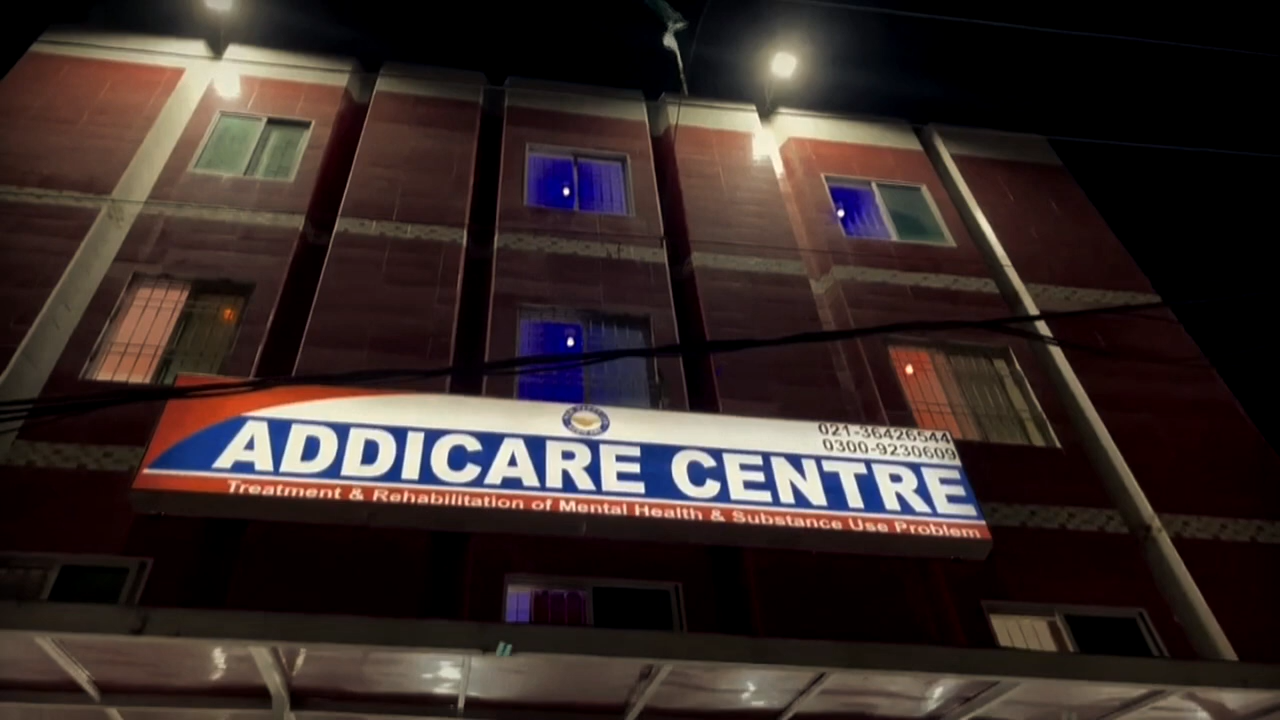 021-36426544
0300-9230609
ADDICARE CENTRE
Treatment & Rehabilitation of Mental Health & Substance Use Problem